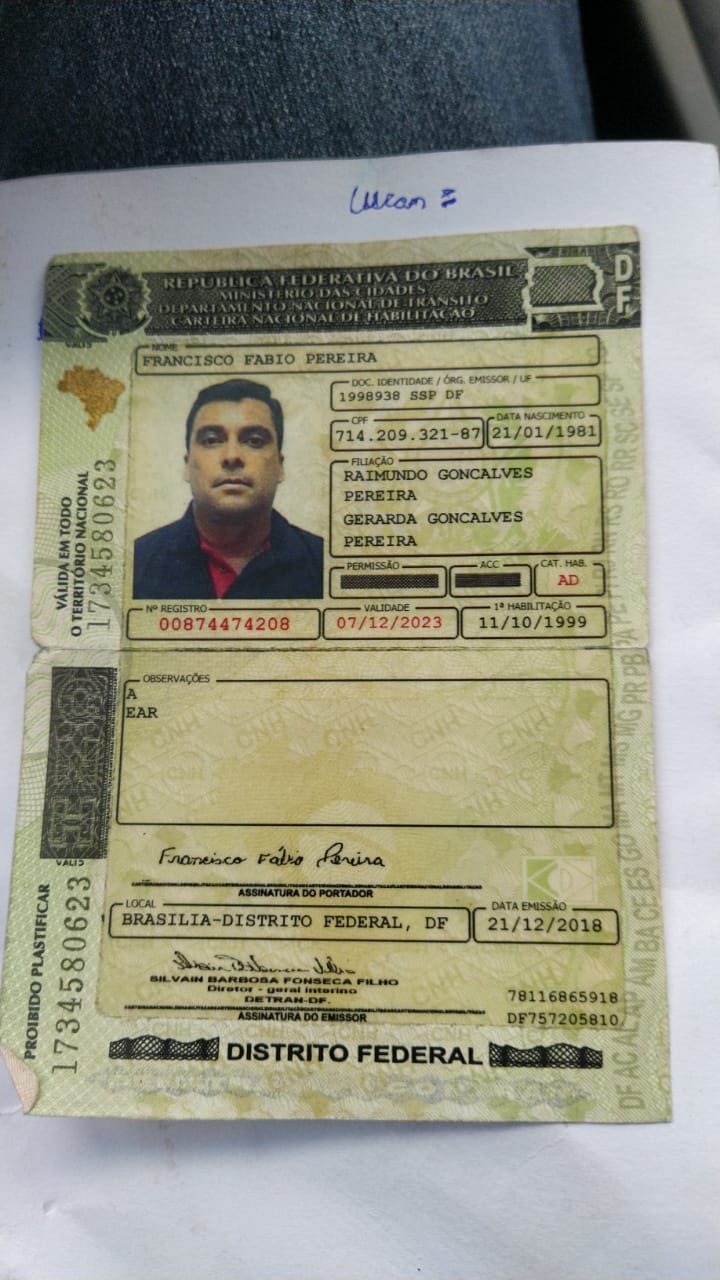 REPÚBLICA FEDERATIVA DO BRASIL
MINISTÉRIO DAS CIDADES
DEPARTAMENTO NACIONAL DE TRÂNSITO
CARTEIRA NACIONAL DE HABILITAÇÃO
DF
NOME
FRANCISCO FABIO PEREIRA
DOC. IDENTIDADE / ÓRG. EMISSOR / UF
1998938 SSP DF
CPF
714.209.321-87
DATA NASCIMENTO
21/01/1981
FILIAÇÃO
RAIMUNDO GONCALVES
PEREIRA
GERARDA GONCALVES
PEREIRA
PERMISSÃO
ACC
CAT. HAB.
AD
Nº REGISTRO
00874474208
VALIDADE
07/12/2023
1ª HABILITAÇÃO
11/10/1999
VÁLIDA EM TODO
O TERRITÓRIO NACIONAL
1734580623
OBSERVAÇÕES
A
EAR
Francisco Fábio Pereira
ASSINATURA DO PORTADOR
LOCAL
BRASILIA-DISTRITO FEDERAL, DF
DATA EMISSÃO
21/12/2018
SILVAIN BARBOSA FONSECA FILHO
Diretor - geral interino
DETRAN-DF.
ASSINATURA DO EMISSOR
78116865918
DF757205810
PROIBIDO PLASTIFICAR
1734580623
DISTRITO FEDERAL